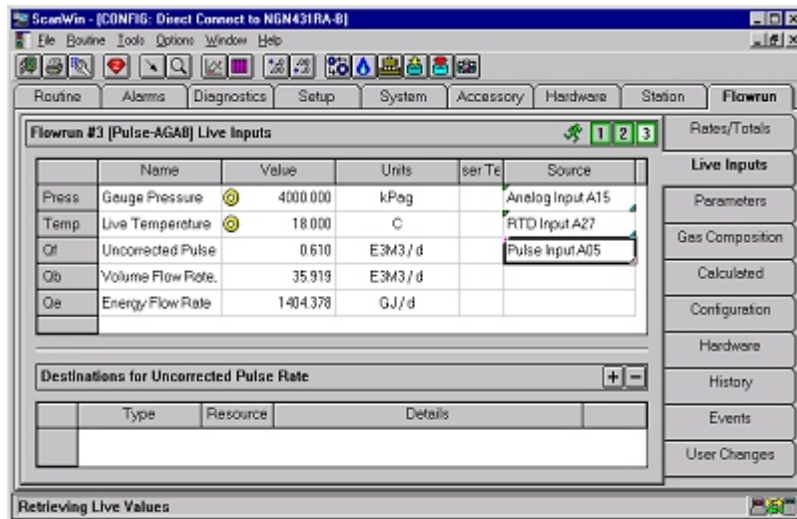 ScanWin - [CONFIG: Direct Connect to NGN431RA-B]
File Routine Tools Options Window Help
Routine Alarms Diagnostics Setup System Accessory Hardware Station Flowrun
Flowrun #3 [Pulse-AGA8] Live Inputs 1 2 3
Rates/Totals
Live Inputs
Parameters
Gas Composition
Calculated
Configuration
Hardware
History
Events
User Changes
Name Value Units ser Te Source
Press Gauge Pressure 4000.000 kPag Analog Input A15
Temp Live Temperature 18.000 C RTD Input A27
Qf Uncorrected Pulse 0.610 E3M3/d Pulse Input A05
Qb Volume Flow Rate. 35.919 E3M3/d
Qe Energy Flow Rate 1404.378 GJ/d
Destinations for Uncorrected Pulse Rate + -
Type Resource Details
Retrieving Live Values